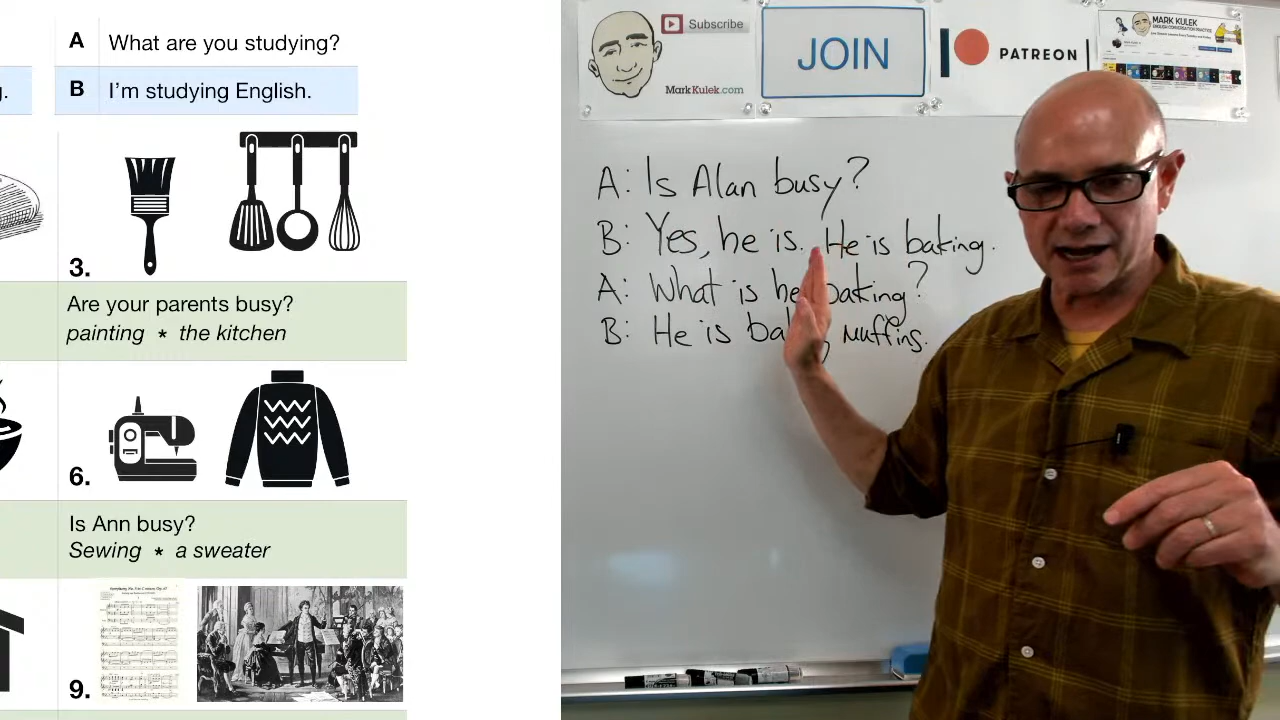 A What are you studying?
g.
B I'm studying English.
3.
Are your parents busy?
painting * the kitchen
6.
Is Ann busy?
Sewing * a sweater
9.
Subscribe
MarkKulek.com
JOIN
PATREON
MARK KULEK
A: Is Alan busy?
B: Yes, he is. He is baking.
A: What is he baking?
B: He is baking muffins.